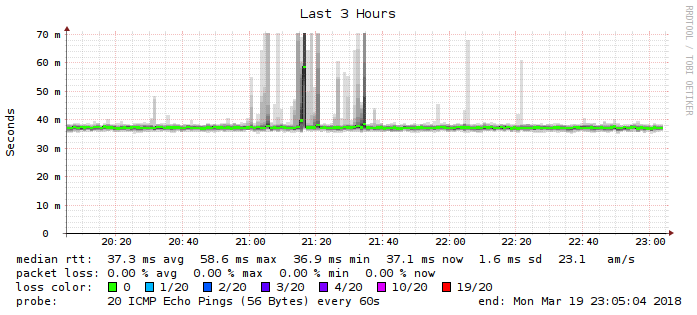 Last 3 Hours
RRDTOOL / TOBI OETIKER
Seconds
70 m
60 m
50 m
40 m
30 m
20 m
10 m
0
20:20 20:40 21:00 21:20 21:40 22:00 22:20 22:40 23:00
median rtt: 37.3 ms avg 58.6 ms max 36.9 ms min 37.1 ms now 1.6 ms sd 23.1 am/s
packet loss: 0.00 % avg 0.00 % max 0.00 % min 0.00 % now
loss color: 0 1/20 2/20 3/20 4/20 10/20 19/20
probe: 20 ICMP Echo Pings (56 Bytes) every 60s end: Mon Mar 19 23:05:04 2018